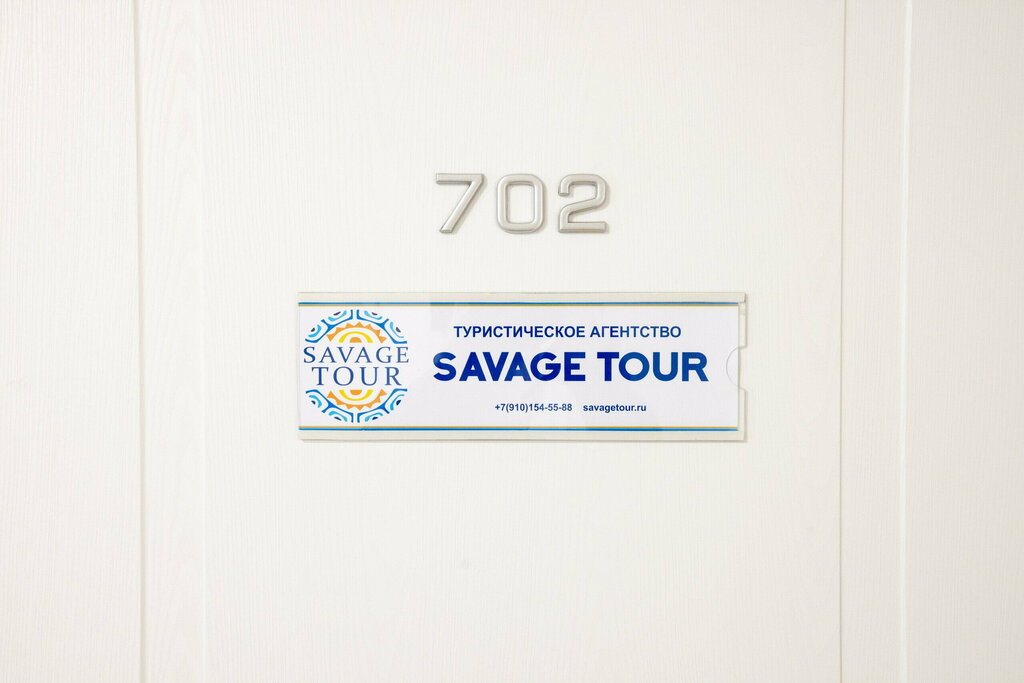 702
SAVAGE
TOUR
ТУРИСТИЧЕСКОЕ АГЕНТСТВО
SAVAGE TOUR
+7(910)154-55-88 savagetour.ru